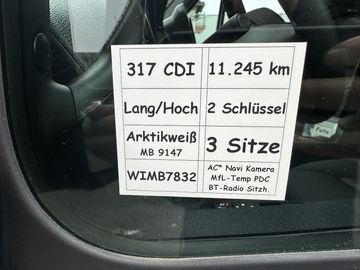 317 CDI
11.245 km
Lang/Hoch
2 Schlüssel
Arktikweiß
MB 9147
3 Sitze
WIMB7832
AC* Navi Kamera
MfL-Temp PDC
BT-Radio Sitzh.